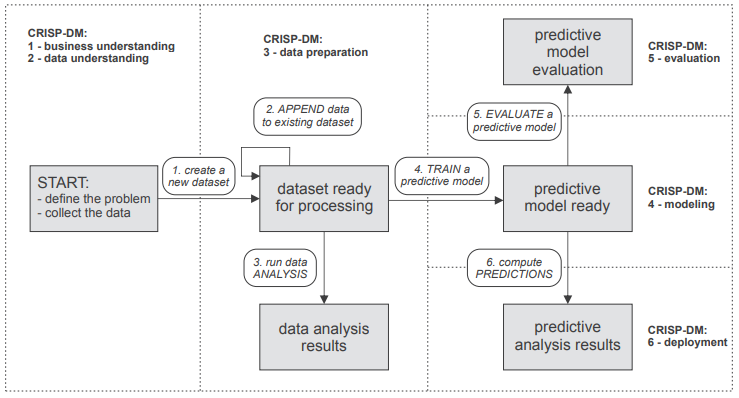 CRISP-DM:
1 - business understanding
2 - data understanding
CRISP-DM:
3 - data preparation
predictive
model
evaluation
CRISP-DM:
5 - evaluation
2. APPEND data
to existing dataset
5. EVALUATE a
predictive model
START:
- define the problem
- collect the data
1. create a
new dataset
dataset ready
for processing
4. TRAIN a
predictive model
predictive
model ready
CRISP-DM:
4 - modeling
3. run data
ANALYSIS
6. compute
PREDICTIONS
data analysis
results
predictive
analysis results
CRISP-DM:
6 - deployment